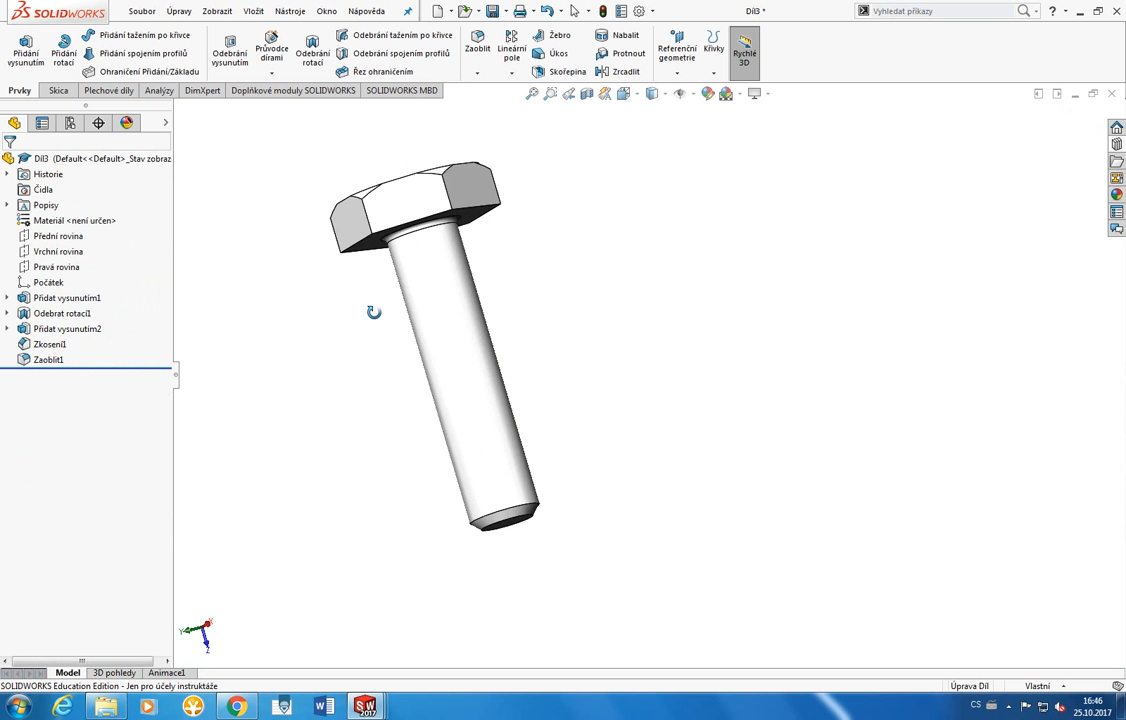 SOLIDWORKS Soubor Úpravy Zobrazit Vložit Nástroje Okno Nápověda Díl3 * Vyhledat příkazy ?
Přidání vysunutím
Přidání rotací
Přidání tažením po křivce
Přidání spojením profilů
Ohraničení Přidání/Základu
Odebrání vysunutím
Průvodce dírami
Odebrání rotací
Odebrání tažením po křivce
Odebrání spojením profilů
Řez ohraničením
Zaoblit
Lineární pole
Žebro
Úkos
Skořepina
Nabalit
Protnout
Zrcadlit
Referenční geometrie
Křivky
Rychlé 3D
Prvky Skica Plechové díly Analýzy DimXpert Doplňkové moduly SOLIDWORKS SOLIDWORKS MBD
Díl3 (Default<<Default>_Stav zobraz
Historie
Čidla
Popisy
Materiál <není určen>
Přední rovina
Vrchní rovina
Pravá rovina
Počátek
Přidat vysunutím1
Odebrat rotací1
Přidat vysunutím2
Zkosení1
Zaoblit1
Y X
Z
Model 3D pohledy Animace1
SOLIDWORKS Education Edition - Jen pro účely instruktáže Úprava Díl Vlastní
SW 2017
CS 16:46
25.10.2017